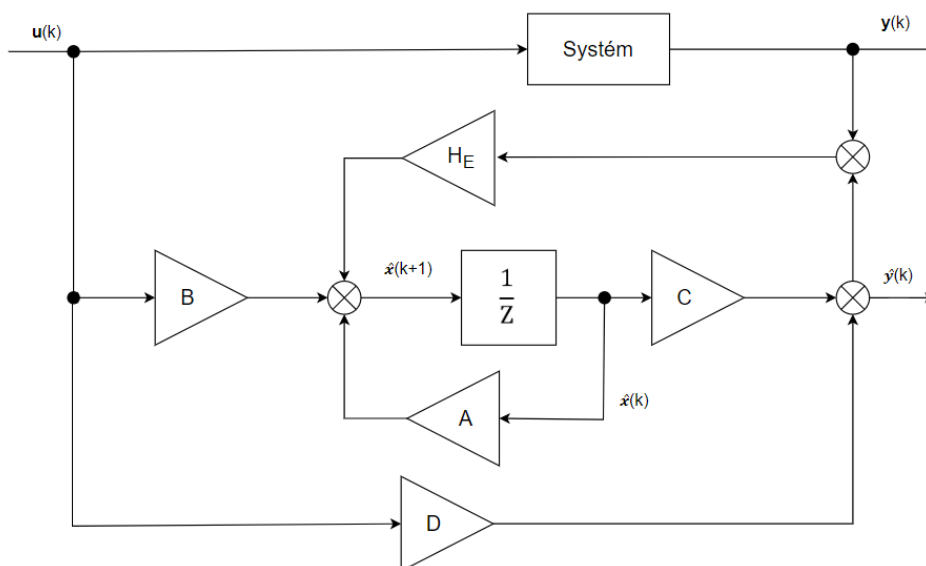 u(k)
Systém
y(k)
H_E
B
x̂(k+1)
1
Z
C
ŷ(k)
A
x̂(k)
D